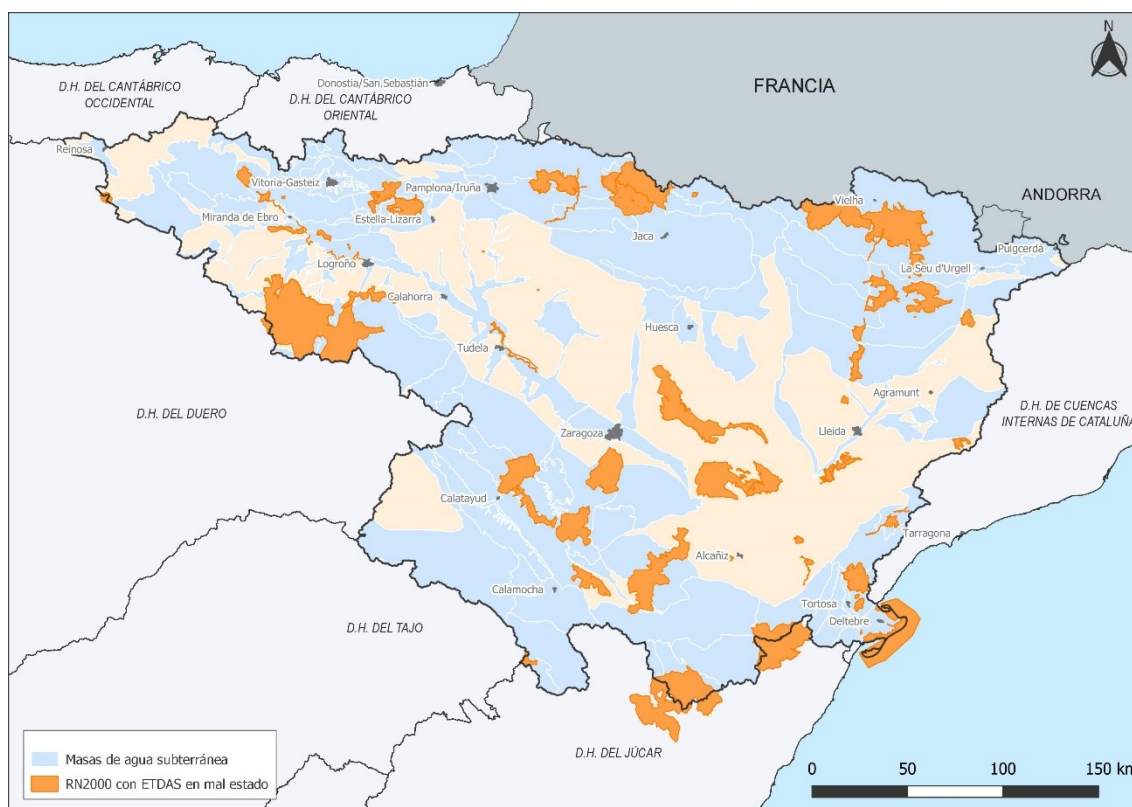 N
FRANCIA
D.H. DEL CANTÁBRICO
OCCIDENTAL
Donostia/San.Sebastián
D.H. DEL CANTÁBRICO
ORIENTAL
Reinosa
Vitoria-Gasteiz
Pamplona/Iruña
Vielha
ANDORRA
Miranda de Ebro
Estella-Lizarra
Jaca
Puigcerdà
Logroño
La Seu d'Urgell
Calahorra
Huesca
Tudela
Agramunt
D.H. DEL DUERO
D.H. DE CUENCAS
INTERNAS DE CATALUÑA
Zaragoza
Lleida
Calatayud
Tarragona
Alcañiz
Calamocha
Tortosa
Deltebre
D.H. DEL TAJO
D.H. DEL JÚCAR
Masas de agua subterránea
RN2000 con ETDAS en mal estado
0 50 100 150 km